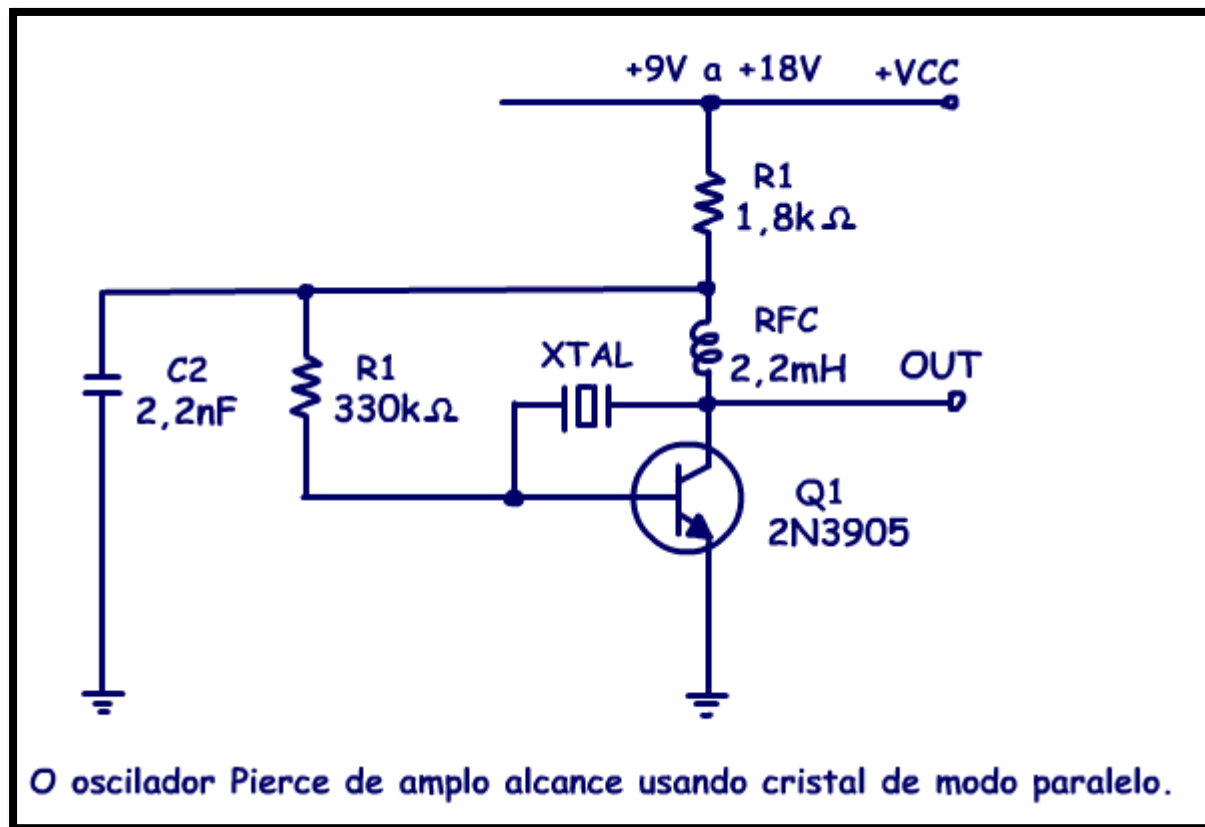 +9V a +18V +VCC
R1
1,8kΩ
RFC
2,2mH
XTAL
OUT
C2
2,2nF
R1
330kΩ
Q1
2N3905
O oscilador Pierce de amplo alcance usando cristal de modo paralelo.